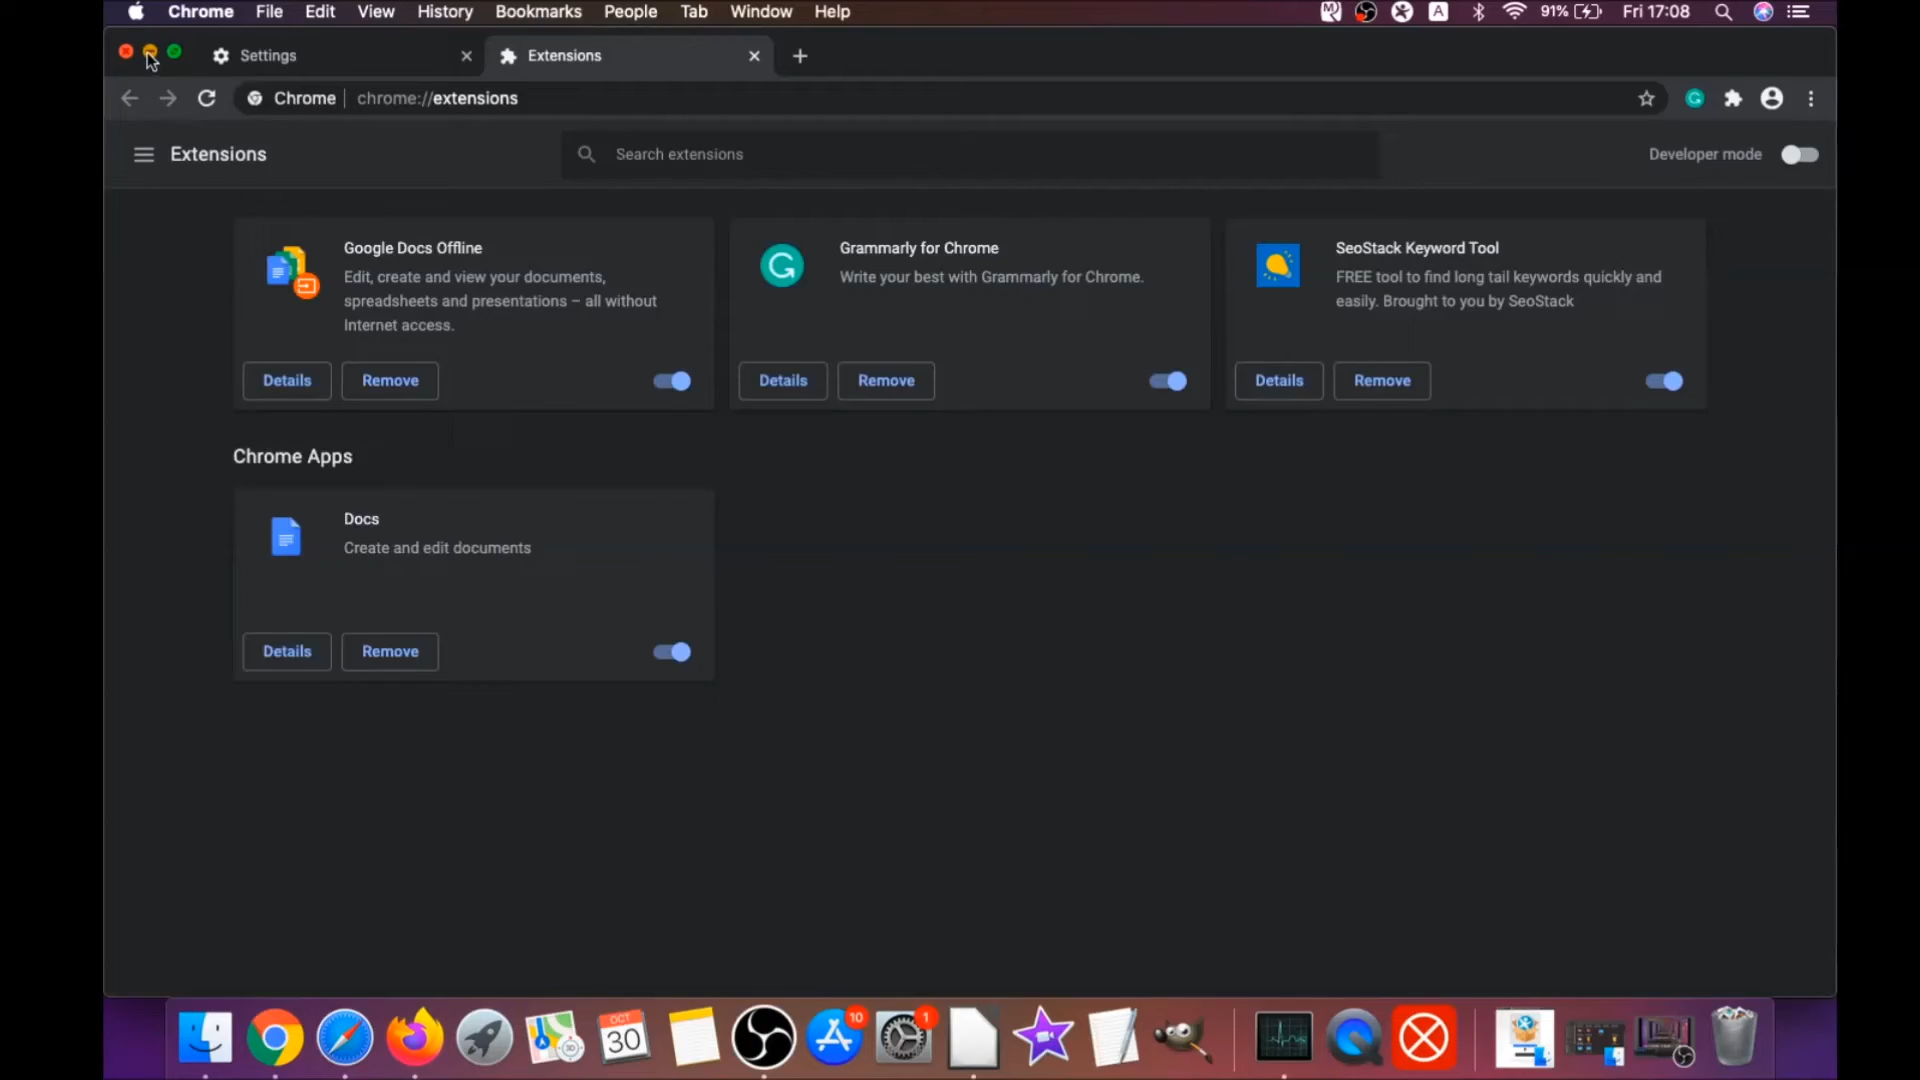 Chrome File Edit View History Bookmarks People Tab Window Help A 91% Fri 17:08
Settings Extensions
Chrome chrome://extensions
Extensions Search extensions Developer mode
Google Docs Offline
Edit, create and view your documents,
spreadsheets and presentations – all without
Internet access.
Details Remove
Grammarly for Chrome
Write your best with Grammarly for Chrome.
Details Remove
SeoStack Keyword Tool
FREE tool to find long tail keywords quickly and
easily. Brought to you by SeoStack
Details Remove
Chrome Apps
Docs
Create and edit documents
Details Remove
OCT
30
10
1